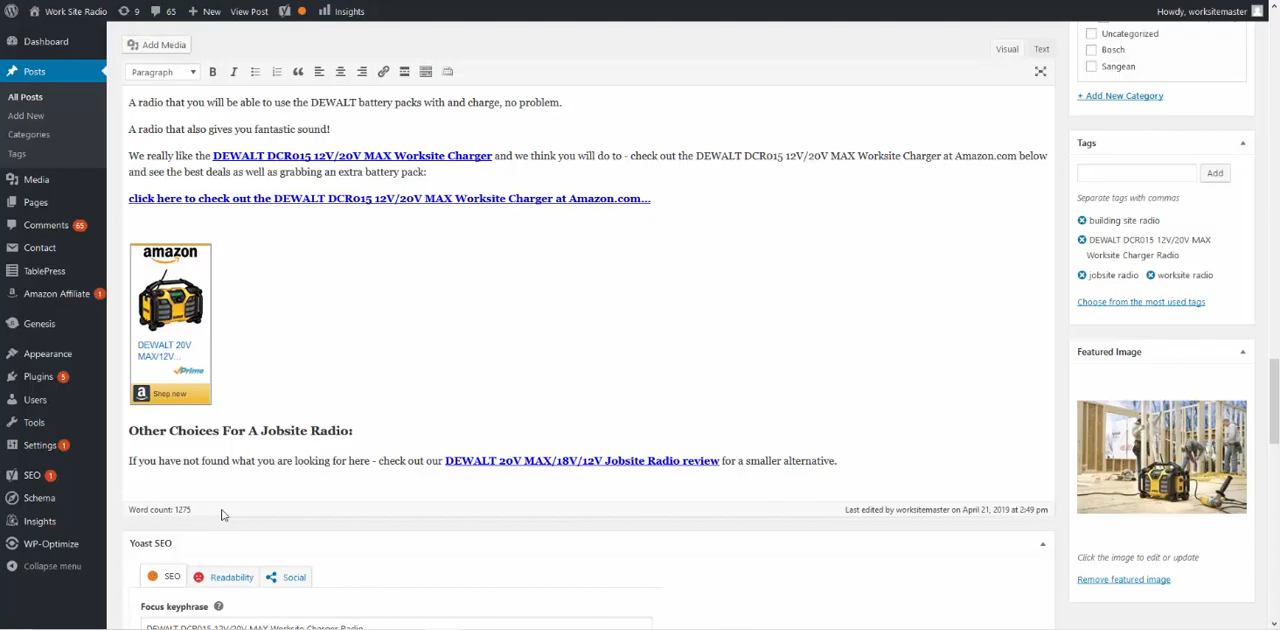 Work Site Radio 9 65 New View Post Insights Howdy, worksitemaster
Dashboard
Posts
All Posts
Add New
Categories
Tags
Media
Pages
Comments 65
Contact
TablePress
Amazon Affiliate 1
Genesis
Appearance
Plugins 5
Users
Tools
Settings 1
SEO 1
Schema
Insights
WP-Optimize
Collapse menu
Add Media
Visual Text
Paragraph
A radio that you will be able to use the DEWALT battery packs with and charge, no problem.
A radio that also gives you fantastic sound!
We really like the DEWALT DCR015 12V/20V MAX Worksite Charger and we think you will do to - check out the DEWALT DCR015 12V/20V MAX Worksite Charger at Amazon.com below
and see the best deals as well as grabbing an extra battery pack:
click here to check out the DEWALT DCR015 12V/20V MAX Worksite Charger at Amazon.com...
amazon
DEWALT 20V
MAX/12V...
Prime
a Shop now
Other Choices For A Jobsite Radio:
If you have not found what you are looking for here - check out our DEWALT 20V MAX/18V/12V Jobsite Radio review for a smaller alternative.
Word count: 1275
Last edited by worksitemaster on April 21, 2019 at 2:49 pm
Yoast SEO
SEO Readability Social
Focus keyphrase
DEWALT DCR015 12V/20V MAX Worksite Charger Radio
Uncategorized
Bosch
Sangean
+ Add New Category
Tags
Add
Separate tags with commas
building site radio
DEWALT DCR015 12V/20V MAX
Worksite Charger Radio
jobsite radio worksite radio
Choose from the most used tags
Featured Image
Click the image to edit or update
Remove featured image